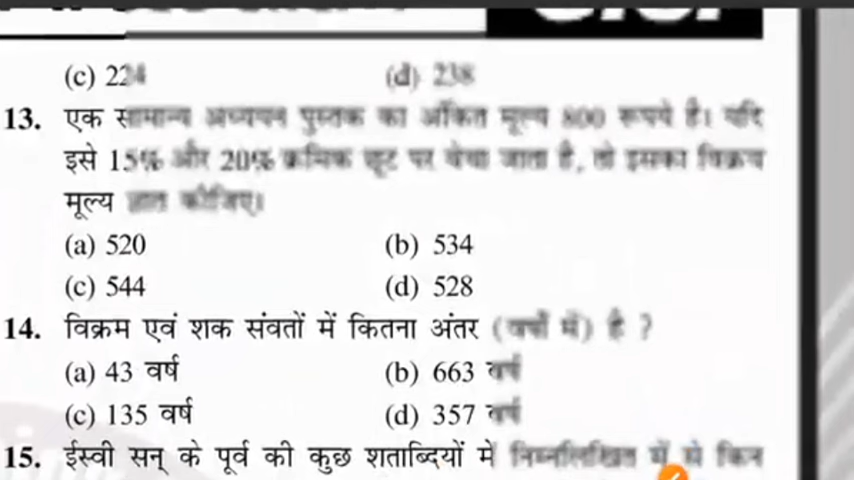 (c) 224 (d) 238
13. एक सामान्य अध्ययन पुस्तक का अंकित मूल्य 800 रूपये है। यदि
इसे 15% और 20% क्रमिक छूट पर बेचा जाता है, तो इसका विक्रय
मूल्य ज्ञात कीजिए।
(a) 520 (b) 534
(c) 544 (d) 528
14. विक्रम एवं शक संवतों में कितना अंतर (वर्षों में) है ?
(a) 43 वर्ष (b) 663 वर्ष
(c) 135 वर्ष (d) 357 वर्ष
15. ईस्वी सन् के पूर्व की कुछ शताब्दियों में निम्नलिखित में से किन